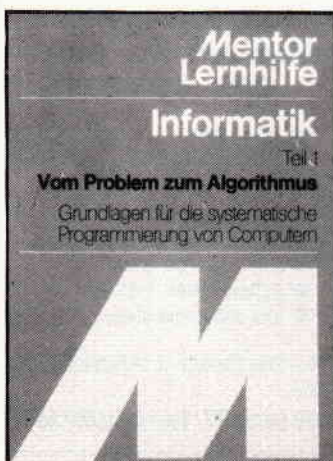 Mentor
Lernhilfe
Informatik
Teil 1
Vom Problem zum Algorithmus
Grundlagen für die systematische
Programmierung von Computern
M